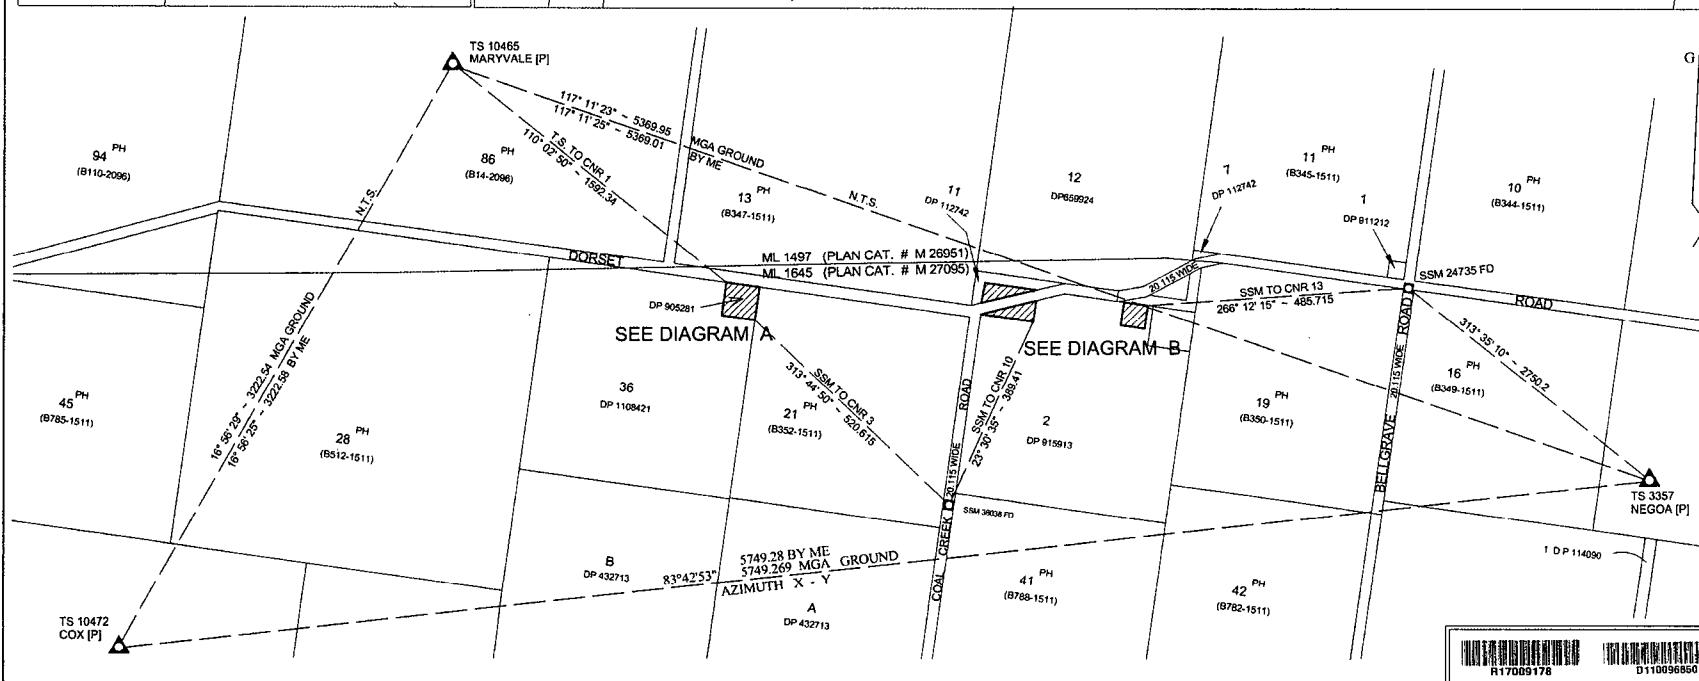 G
TS 10465
MARYVALE [P]
117° 11' 23" ~ 5369.95
117° 11' 25" ~ 5369.01
MGA GROUND
BY ME
T.S. TO CNR 1
110° 02' 50" ~ 1592.34
N.T.S.
N.T.S.
94 PH
(B110-2096)
86 PH
(B14-2096)
13 PH
(B347-1511)
11
DP 112742
12
DP659924
7
DP 112742
11 PH
(B345-1511)
1
DP 911212
10 PH
(B344-1511)
DORSET
ML 1497 (PLAN CAT. # M 26951)
ML 1645 (PLAN CAT. # M 27095)
20.115 WIDE
SSM 24735 FD
ROAD
DP 905281
SEE DIAGRAM A
SEE DIAGRAM B
SSM TO CNR 13
266° 12' 15" ~ 485.715
313° 35' 10" ~ 2750.2
16° 56' 29" ~ 3222.54 MGA GROUND
16° 56' 25" ~ 3222.58 BY ME
45 PH
(B785-1511)
28 PH
(B512-1511)
36
DP 1108421
21 PH
(B352-1511)
SSM TO CNR 3
313° 44' 50" ~ 520.615
SSM TO CNR 10
23° 30' 35" ~ 389.41
2
DP 915913
19 PH
(B350-1511)
16 PH
(B349-1511)
COAL CREEK 20.115 WIDE ROAD
BELLGRAVE 20.115 WIDE ROAD
SSM 38038 FD
TS 3357
NEGOA [P]
1 D P 114090
B
DP 432713
83°42'53"
5749.28 BY ME
5749.269 MGA GROUND
AZIMUTH X - Y
A
DP 432713
41 PH
(B788-1511)
42 PH
(B782-1511)
TS 10472
COX [P]
R17009178
D110096850